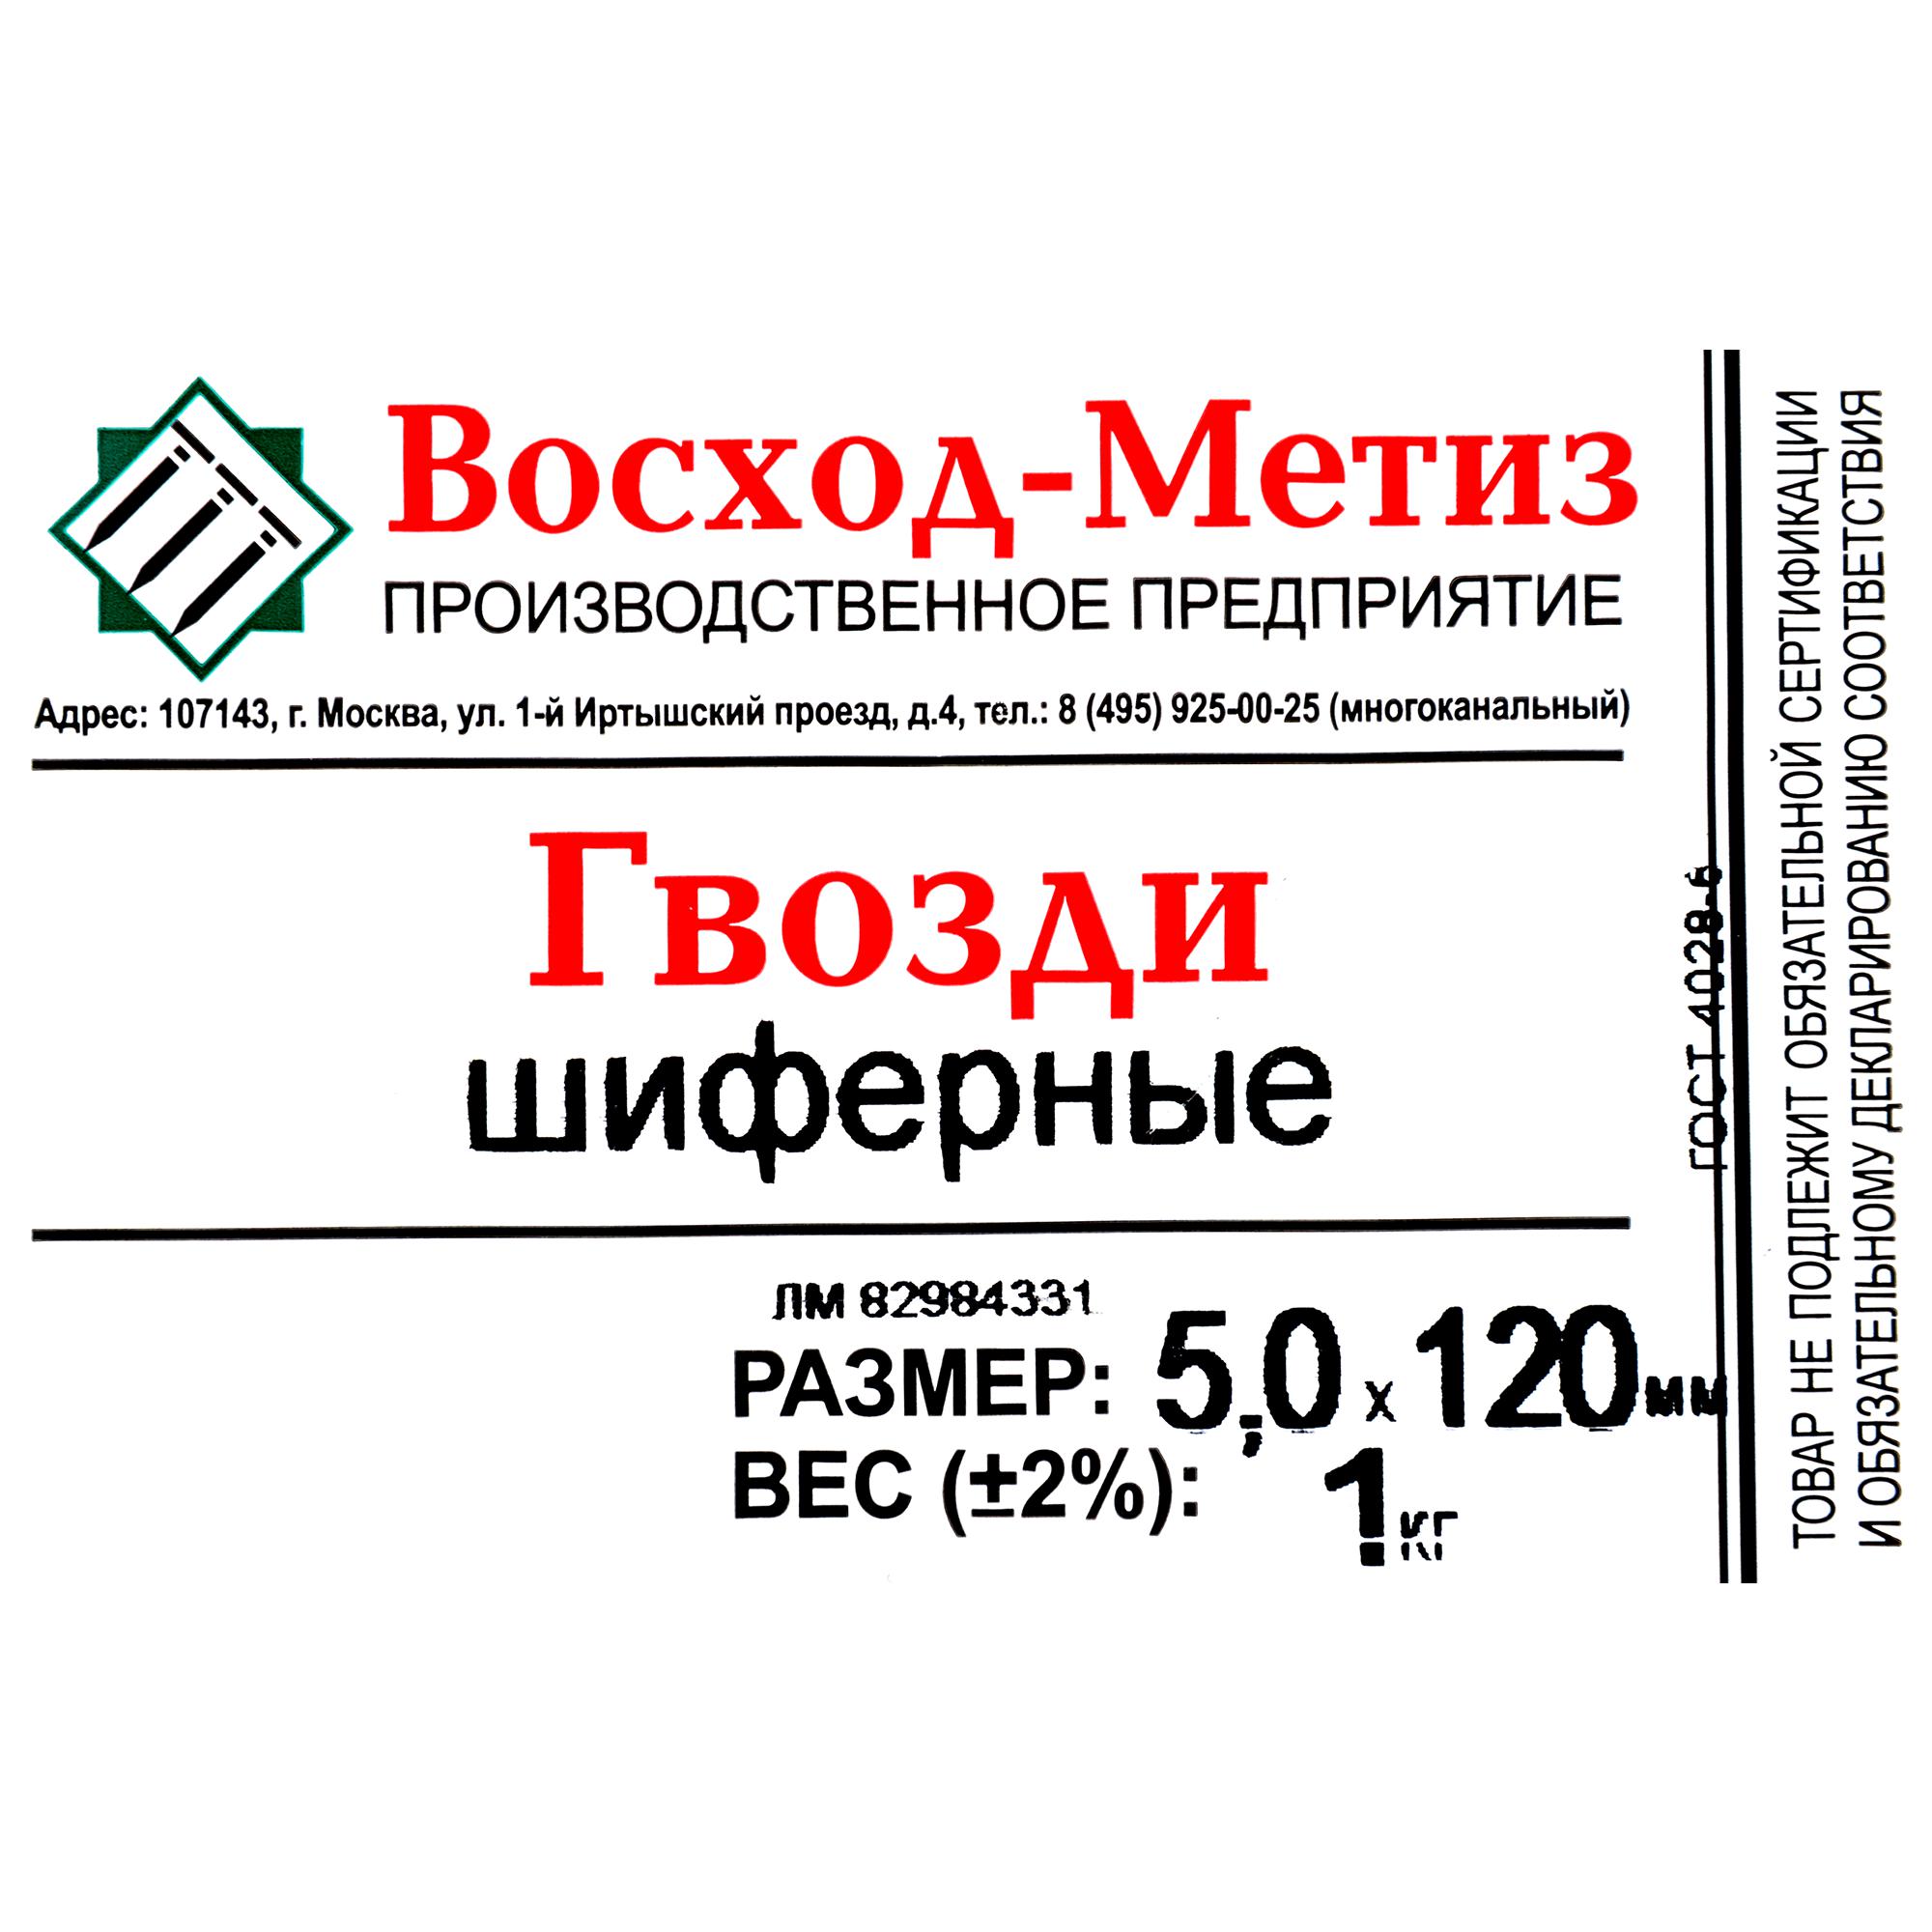 Восход-Метиз
ПРОИЗВОДСТВЕННОЕ ПРЕДПРИЯТИЕ
Адрес: 107143, г. Москва, ул. 1-й Иртышский проезд, д.4, тел.: 8 (495) 925-00-25 (многоканальный)
Гвозди
шиферные
ЛМ 82984331
РАЗМЕР: 5,0 x 120 мм
ВЕС (±2%): 1 кг
ГОСТ 4028-6
ТОВАР НЕ ПОДЛЕЖИТ ОБЯЗАТЕЛЬНОЙ СЕРТИФИКАЦИИ
И ОБЯЗАТЕЛЬНОМУ ДЕКЛАРИРОВАНИЮ СООТВЕТСТВИЯ